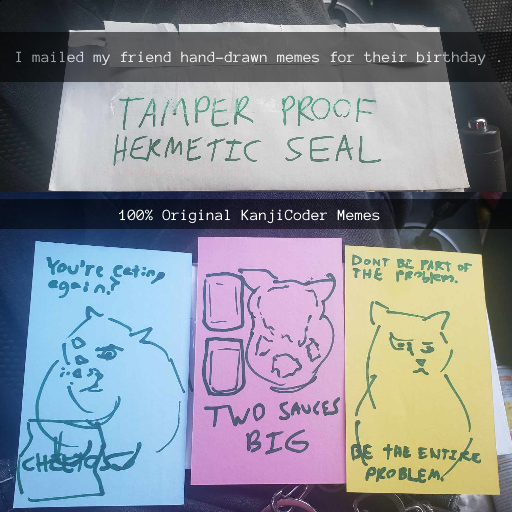 I mailed my friend hand-drawn memes for their birthday .
TAMPER PROOF
HERMETIC SEAL
100% Original KanjiCoder Memes
You're eating
again?
CHEETOS
TWO SAUCES
BIG
DONT BE PART OF
THE PROblem.
BE THE ENTIRE
PROBLEM.